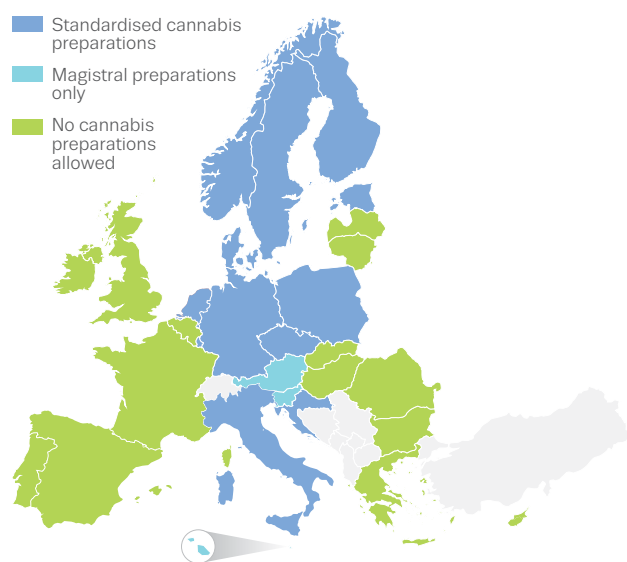 Standardised cannabis
preparations
Magistral preparations
only
No cannabis
preparations
allowed